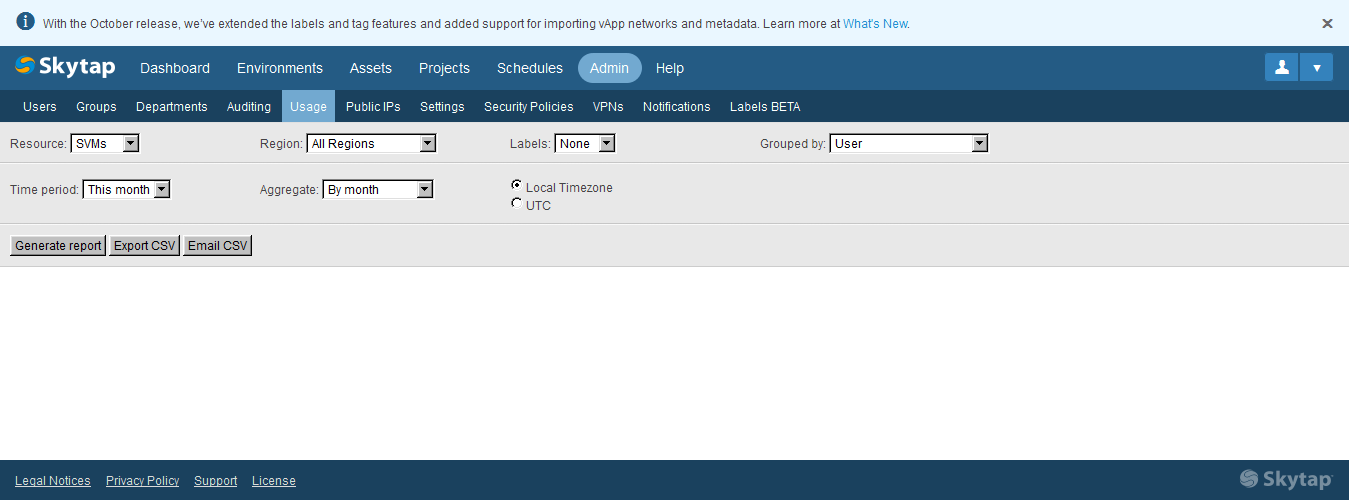 With the October release, we've extended the labels and tag features and added support for importing vApp networks and metadata. Learn more at What's New.
Skytap Dashboard Environments Assets Projects Schedules Admin Help
Users Groups Departments Auditing Usage Public IPs Settings Security Policies VPNs Notifications Labels BETA
Resource: SVMs Region: All Regions Labels: None Grouped by: User
Time period: This month Aggregate: By month Local Timezone
UTC
Generate report Export CSV Email CSV
Legal Notices Privacy Policy Support License Skytap